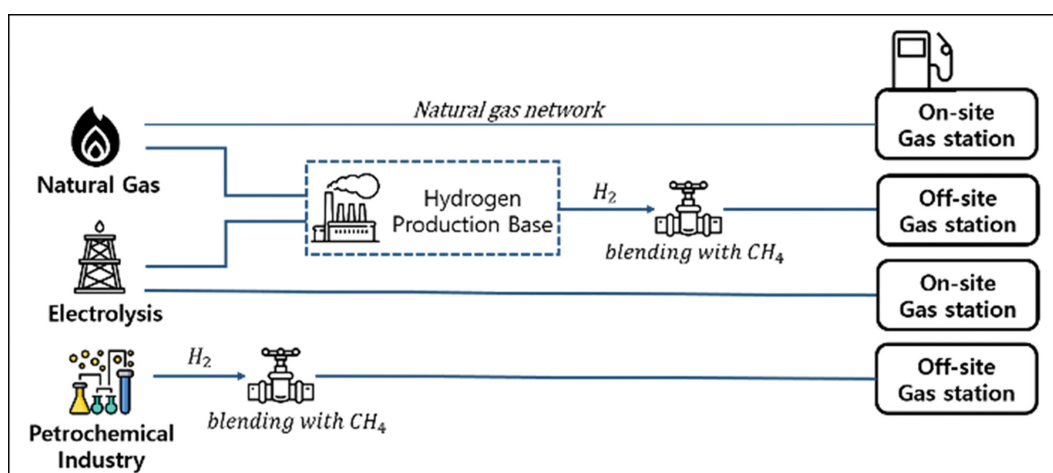 Natural gas network
On-site
Gas station
Natural Gas
Hydrogen
Production Base
H₂
blending with CH₄
Off-site
Gas station
Electrolysis
On-site
Gas station
Petrochemical
Industry
H₂
blending with CH₄
Off-site
Gas station